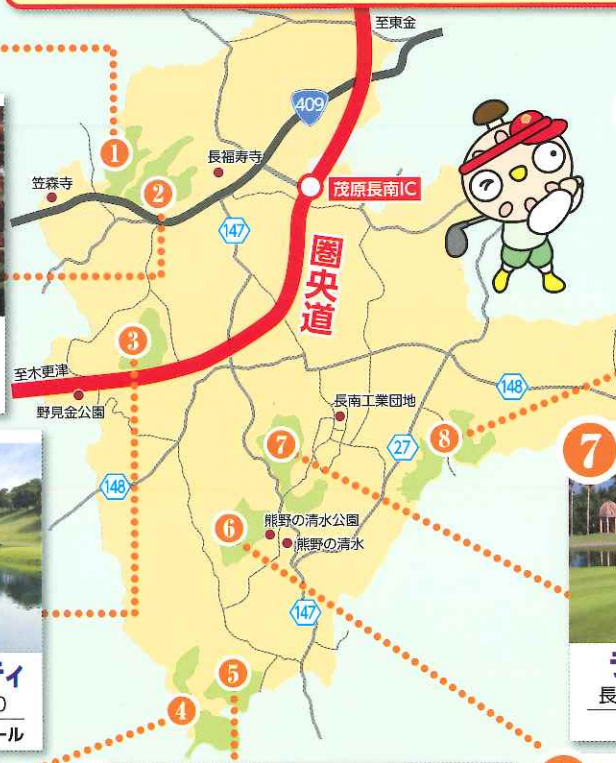 至東金
409
1
長福寿寺
笠森寺
2
茂原長南IC
147
圏央道
3
至木更津
野見金公園
148
長南工業団地
8
27
7
7
148
6
熊野の清水公園
熊野の清水
147
5
4
ティ
0
ール
長